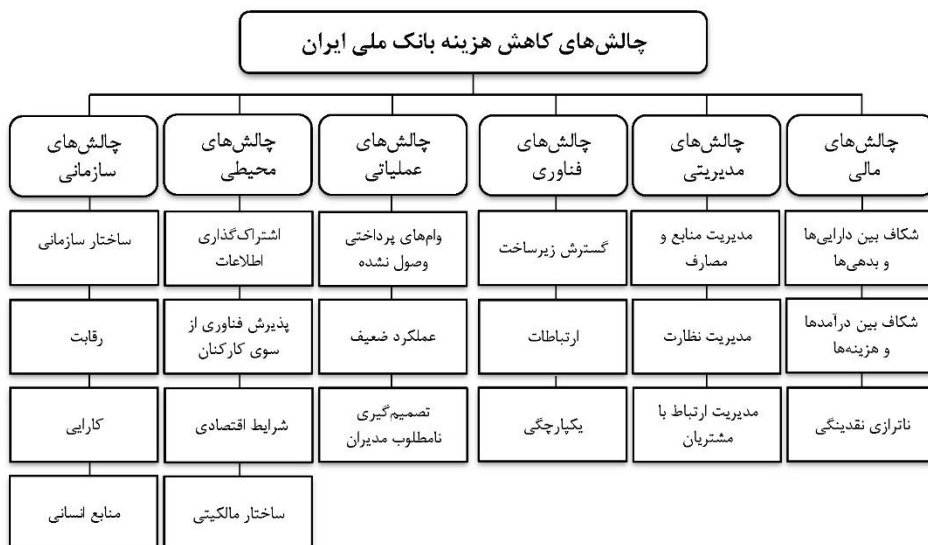 چالش‌های کاهش هزینه بانک ملی ایران
چالش‌های
مالی
شکاف بین دارایی‌ها
و بدهی‌ها
شکاف بین درآمدها
و هزینه‌ها
ناترازی نقدینگی
چالش‌های
مدیریتی
مدیریت منابع و
مصارف
مدیریت نظارت
مدیریت ارتباط با
مشتریان
چالش‌های
فناوری
گسترش زیرساخت
ارتباطات
یکپارچگی
چالش‌های
عملیاتی
وام‌های پرداختی
وصول نشده
عملکرد ضعیف
تصمیم‌گیری
نامطلوب مدیران
چالش‌های
محیطی
اشتراک‌گذاری
اطلاعات
پذیرش فناوری از
سوی کارکنان
شرایط اقتصادی
ساختار مالکیتی
چالش‌های
سازمانی
ساختار سازمانی
رقابت
کارایی
منابع انسانی